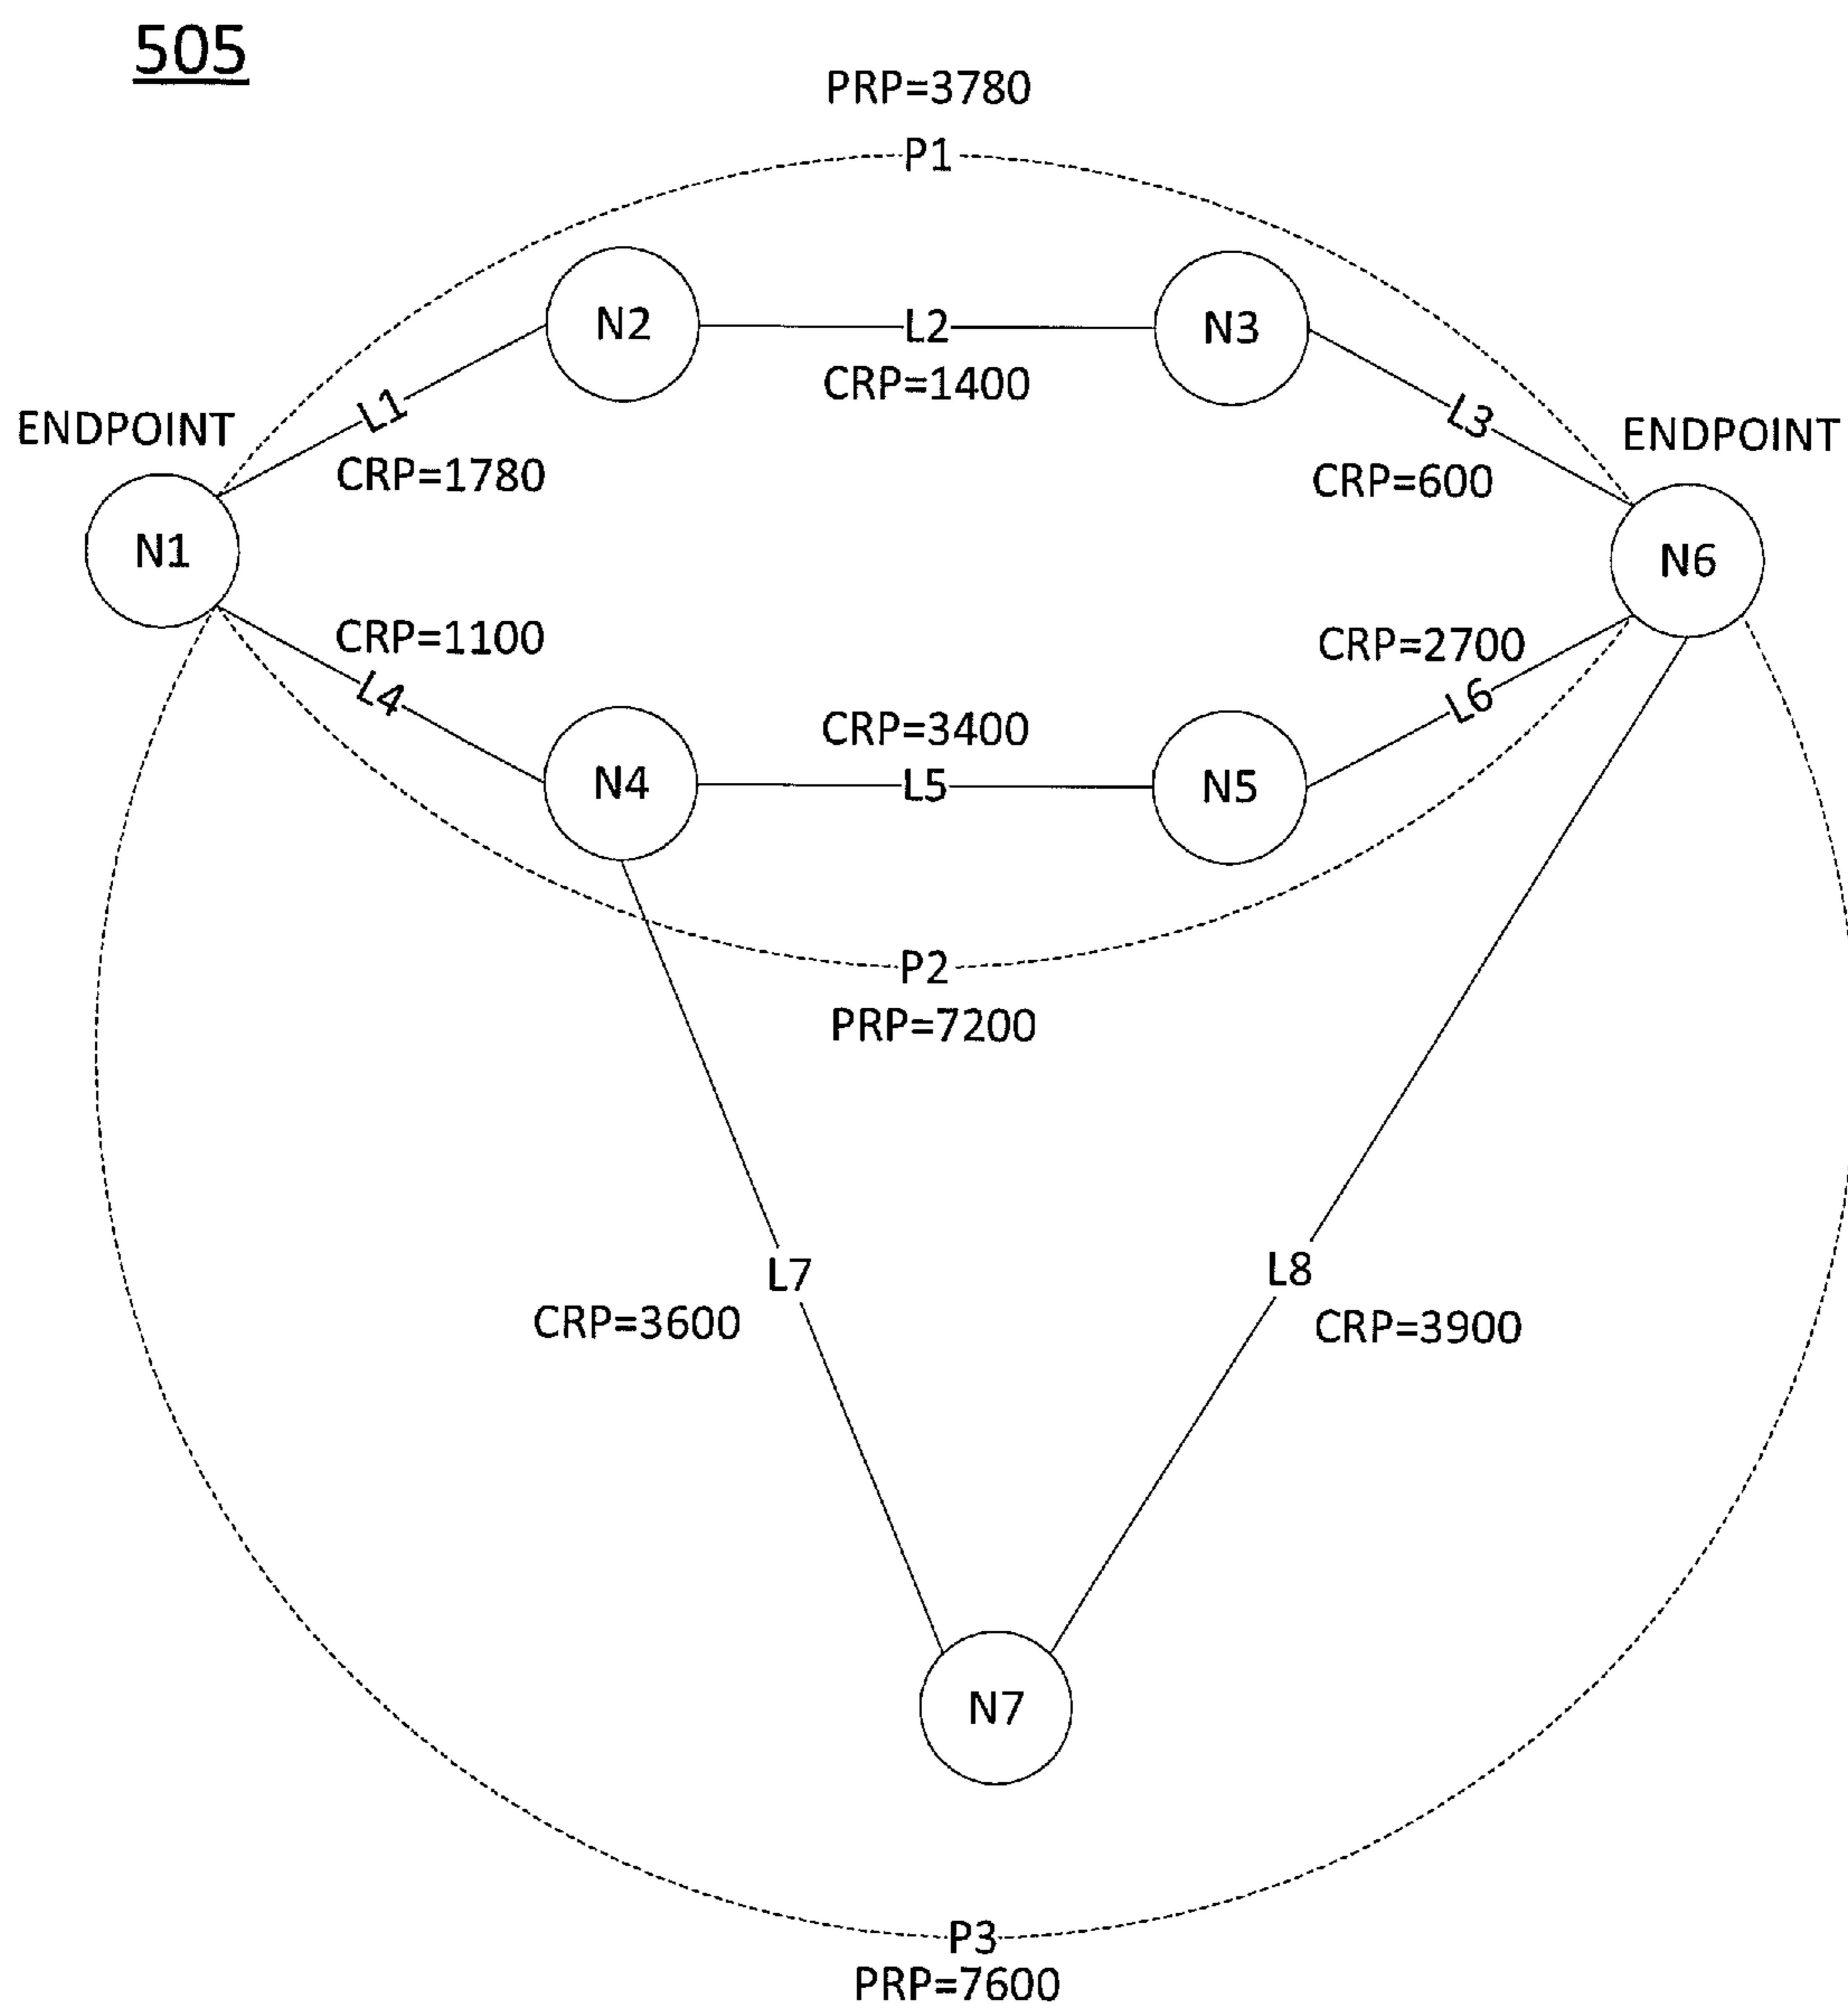 505
PRP=3780
P1
N2
L2
N3
CRP=1400
L1
L3
ENDPOINT
ENDPOINT
CRP=1780
CRP=600
N1
N6
CRP=1100
CRP=2700
L4
L6
CRP=3400
N4
L5
N5
P2
PRP=7200
L7
L8
CRP=3600
CRP=3900
N7
P3
PRP=7600